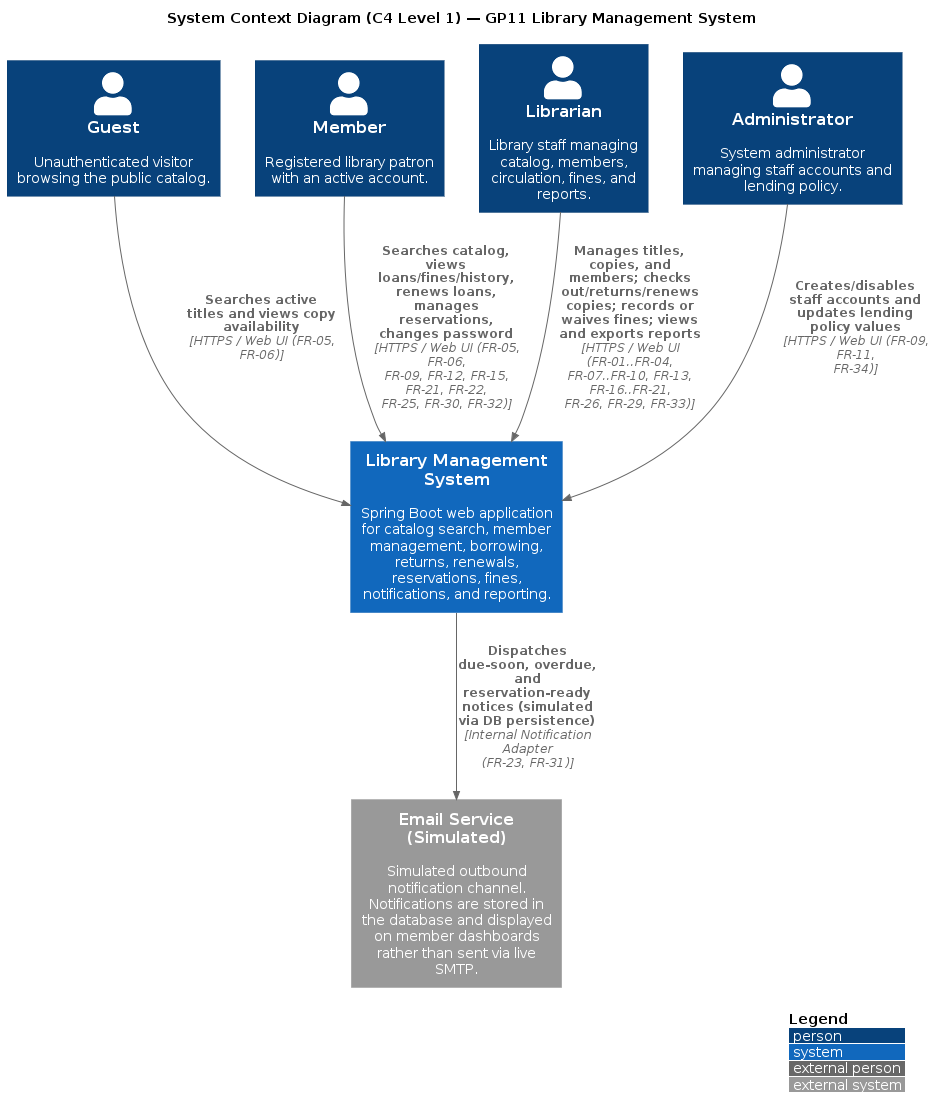 System Context Diagram (C4 Level 1) — GP11 Library Management System
Guest
Unauthenticated visitor
browsing the public catalog.
Member
Registered library patron
with an active account.
Librarian
Library staff managing
catalog, members,
circulation, fines, and
reports.
Administrator
System administrator
managing staff accounts and
lending policy.
Searches active
titles and views copy
availability
[HTTPS / Web UI (FR-05,
FR-06)]
Searches catalog,
views
loans/fines/history,
renews loans,
manages
reservations,
changes password
[HTTPS / Web UI (FR-05,
FR-06,
FR-09, FR-12, FR-15,
FR-21, FR-22,
FR-25, FR-30, FR-32)]
Manages titles,
copies, and
members; checks
out/returns/renews
copies; records or
waives fines; views
and exports reports
[HTTPS / Web UI
(FR-01..FR-04,
FR-07..FR-10, FR-13,
FR-16..FR-21,
FR-26, FR-29, FR-33)]
Creates/disables
staff accounts and
updates lending
policy values
[HTTPS / Web UI (FR-09,
FR-11,
FR-34)]
Library Management
System
Spring Boot web application
for catalog search, member
management, borrowing,
returns, renewals,
reservations, fines,
notifications, and reporting.
Dispatches
due-soon, overdue,
and
reservation-ready
notices (simulated
via DB persistence)
[Internal Notification
Adapter
(FR-23, FR-31)]
Email Service
(Simulated)
Simulated outbound
notification channel.
Notifications are stored in
the database and displayed
on member dashboards
rather than sent via live
SMTP.
Legend
person
system
external person
external system